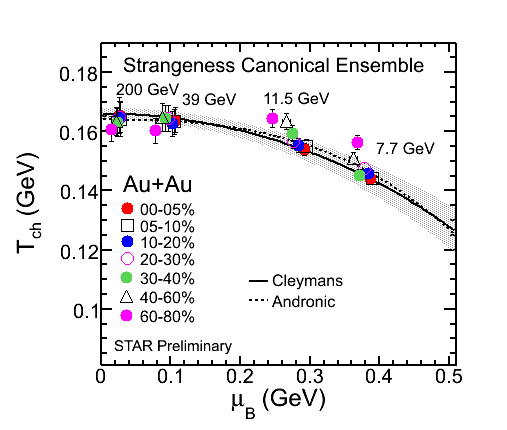 Strangeness Canonical Ensemble
200 GeV
39 GeV
11.5 GeV
7.7 GeV
0.18
0.16
0.14
0.12
0.1
T_ch (GeV)
Au+Au
00-05%
05-10%
10-20%
20-30%
30-40%
40-60%
60-80%
Cleymans
Andronic
STAR Preliminary
0 0.1 0.2 0.3 0.4 0.5
μ_B (GeV)